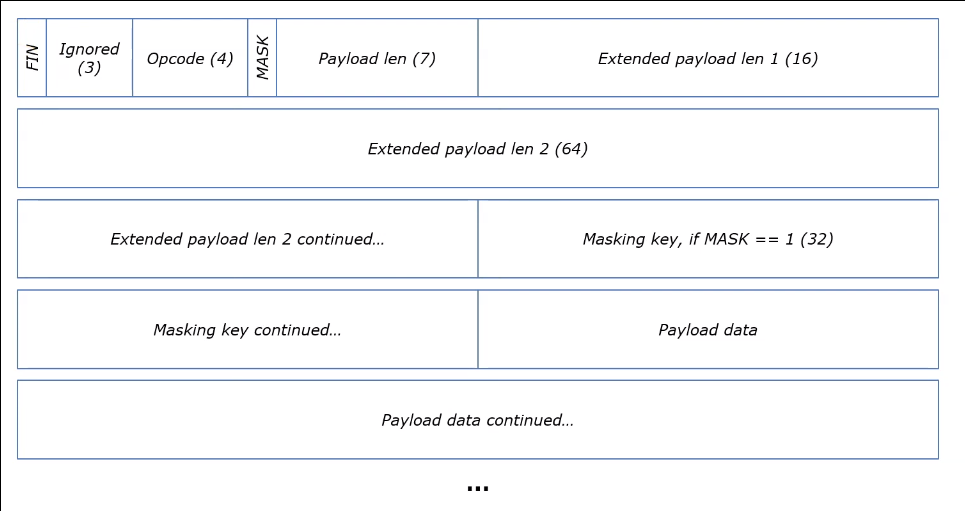 FIN
Ignored
(3)
Opcode (4)
MASK
Payload len (7)
Extended payload len 1 (16)
Extended payload len 2 (64)
Extended payload len 2 continued...
Masking key, if MASK == 1 (32)
Masking key continued...
Payload data
Payload data continued...
...